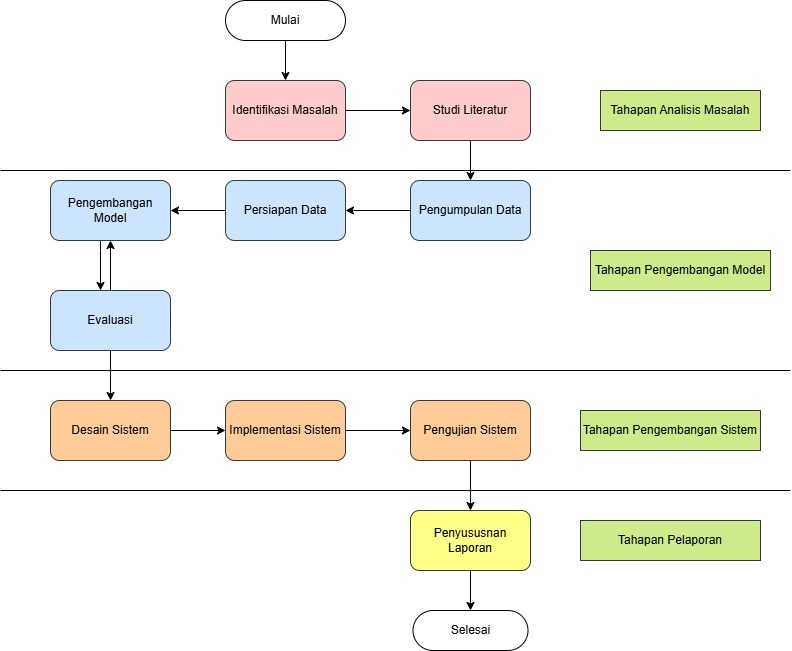 Mulai
Identifikasi Masalah
Studi Literatur
Tahapan Analisis Masalah
Pengembangan
Model
Persiapan Data
Pengumpulan Data
Tahapan Pengembangan Model
Evaluasi
Desain Sistem
Implementasi Sistem
Pengujian Sistem
Tahapan Pengembangan Sistem
Penyususnan
Laporan
Tahapan Pelaporan
Selesai